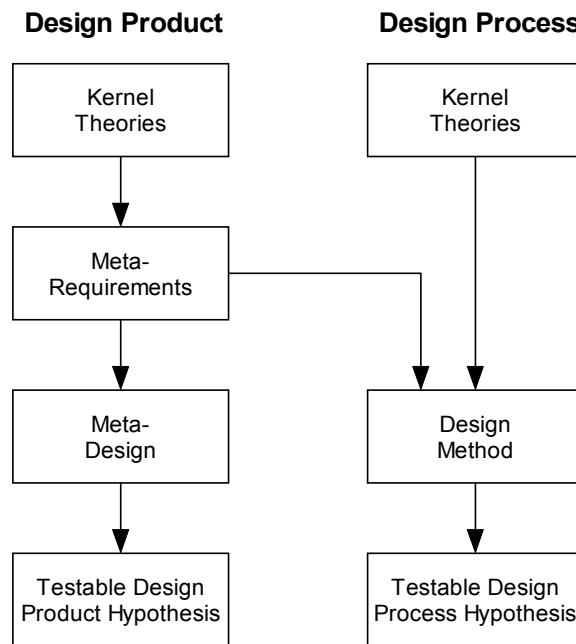 Design Product
Design Process
Kernel
Theories
Kernel
Theories
Meta-
Requirements
Meta-
Design
Design
Method
Testable Design
Product Hypothesis
Testable Design
Process Hypothesis